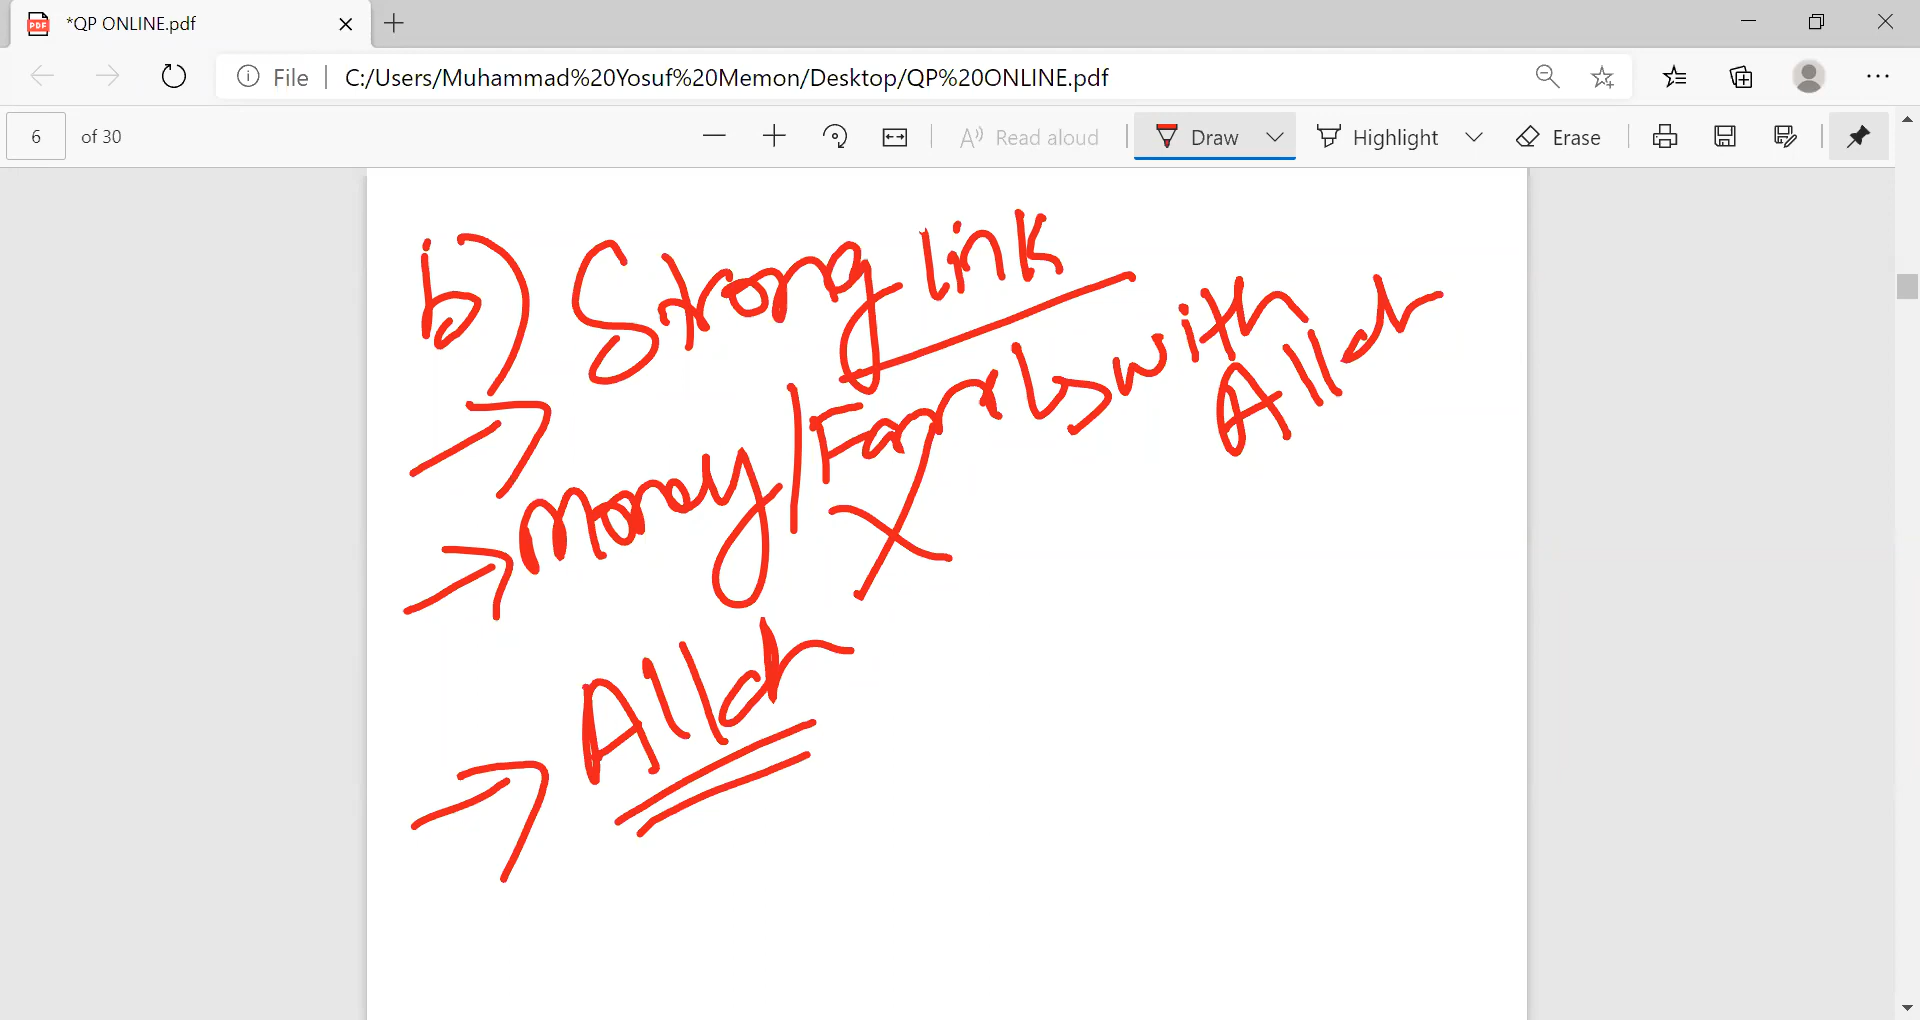 *QP ONLINE.pdf
File | C:/Users/Muhammad%20Yosuf%20Memon/Desktop/QP%20ONLINE.pdf
6 of 30 Read aloud Draw Highlight Erase
b) Strong link
with Allah
Money/
Allah